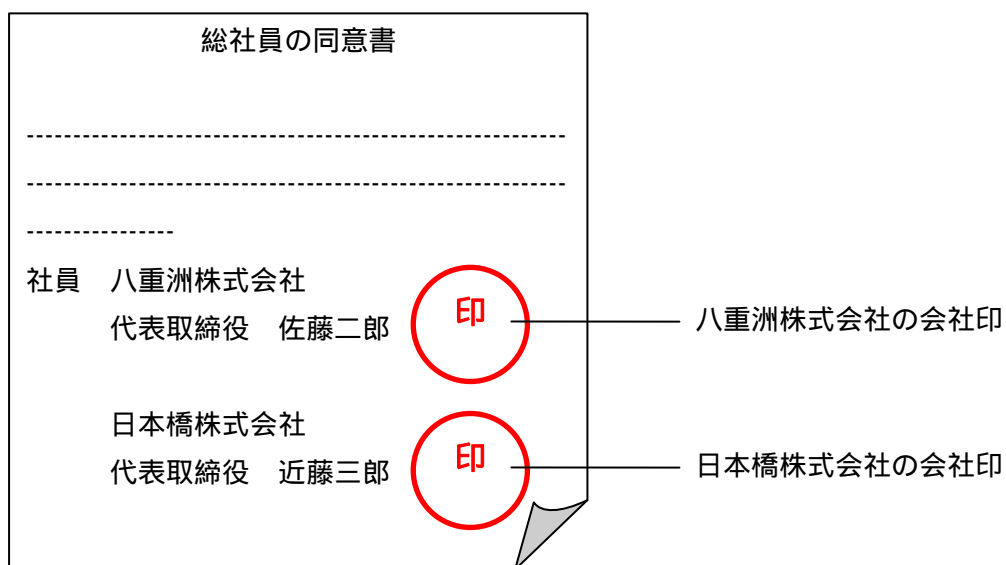 総社員の同意書
社員 八重洲株式会社
代表取締役 佐藤二郎 印
八重洲株式会社の会社印
日本橋株式会社
代表取締役 近藤三郎 印
日本橋株式会社の会社印